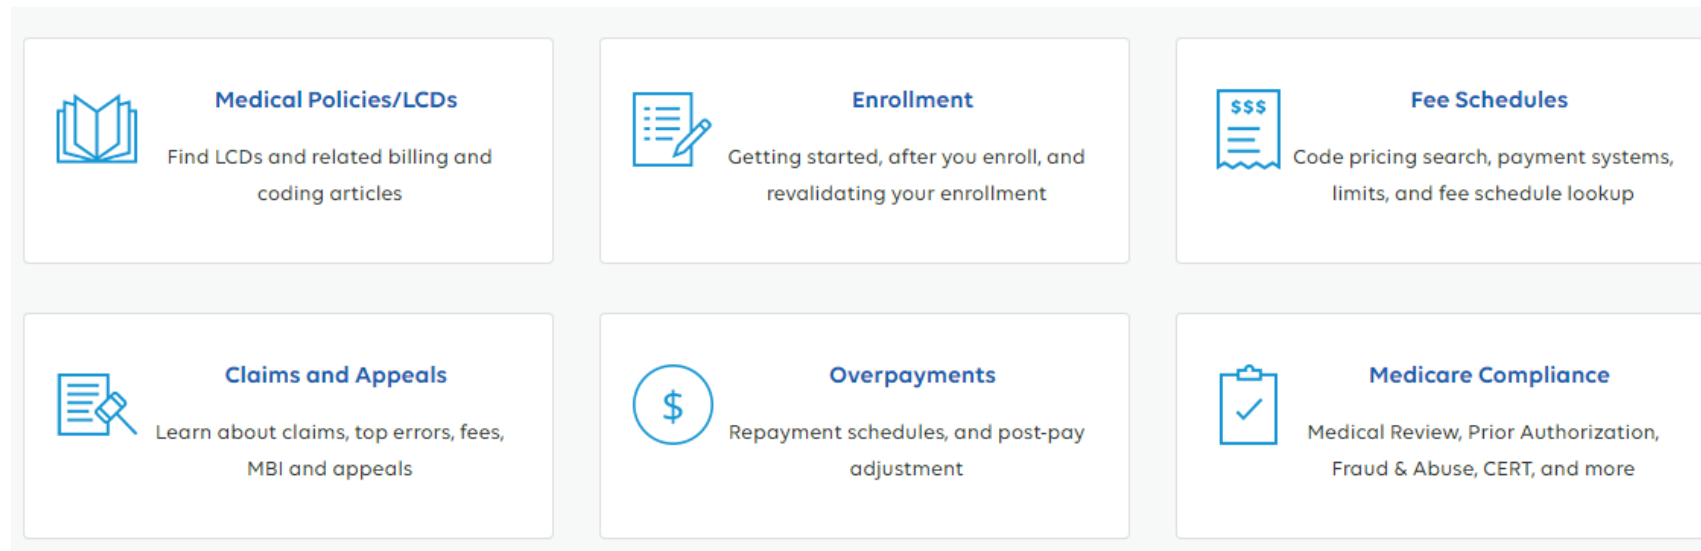 Medical Policies/LCDs
Find LCDs and related billing and
coding articles
Enrollment
Getting started, after you enroll, and
revalidating your enrollment
$$$
Fee Schedules
Code pricing search, payment systems,
limits, and fee schedule lookup
Claims and Appeals
Learn about claims, top errors, fees,
MBI and appeals
$
Overpayments
Repayment schedules, and post-pay
adjustment
Medicare Compliance
Medical Review, Prior Authorization,
Fraud & Abuse, CERT, and more